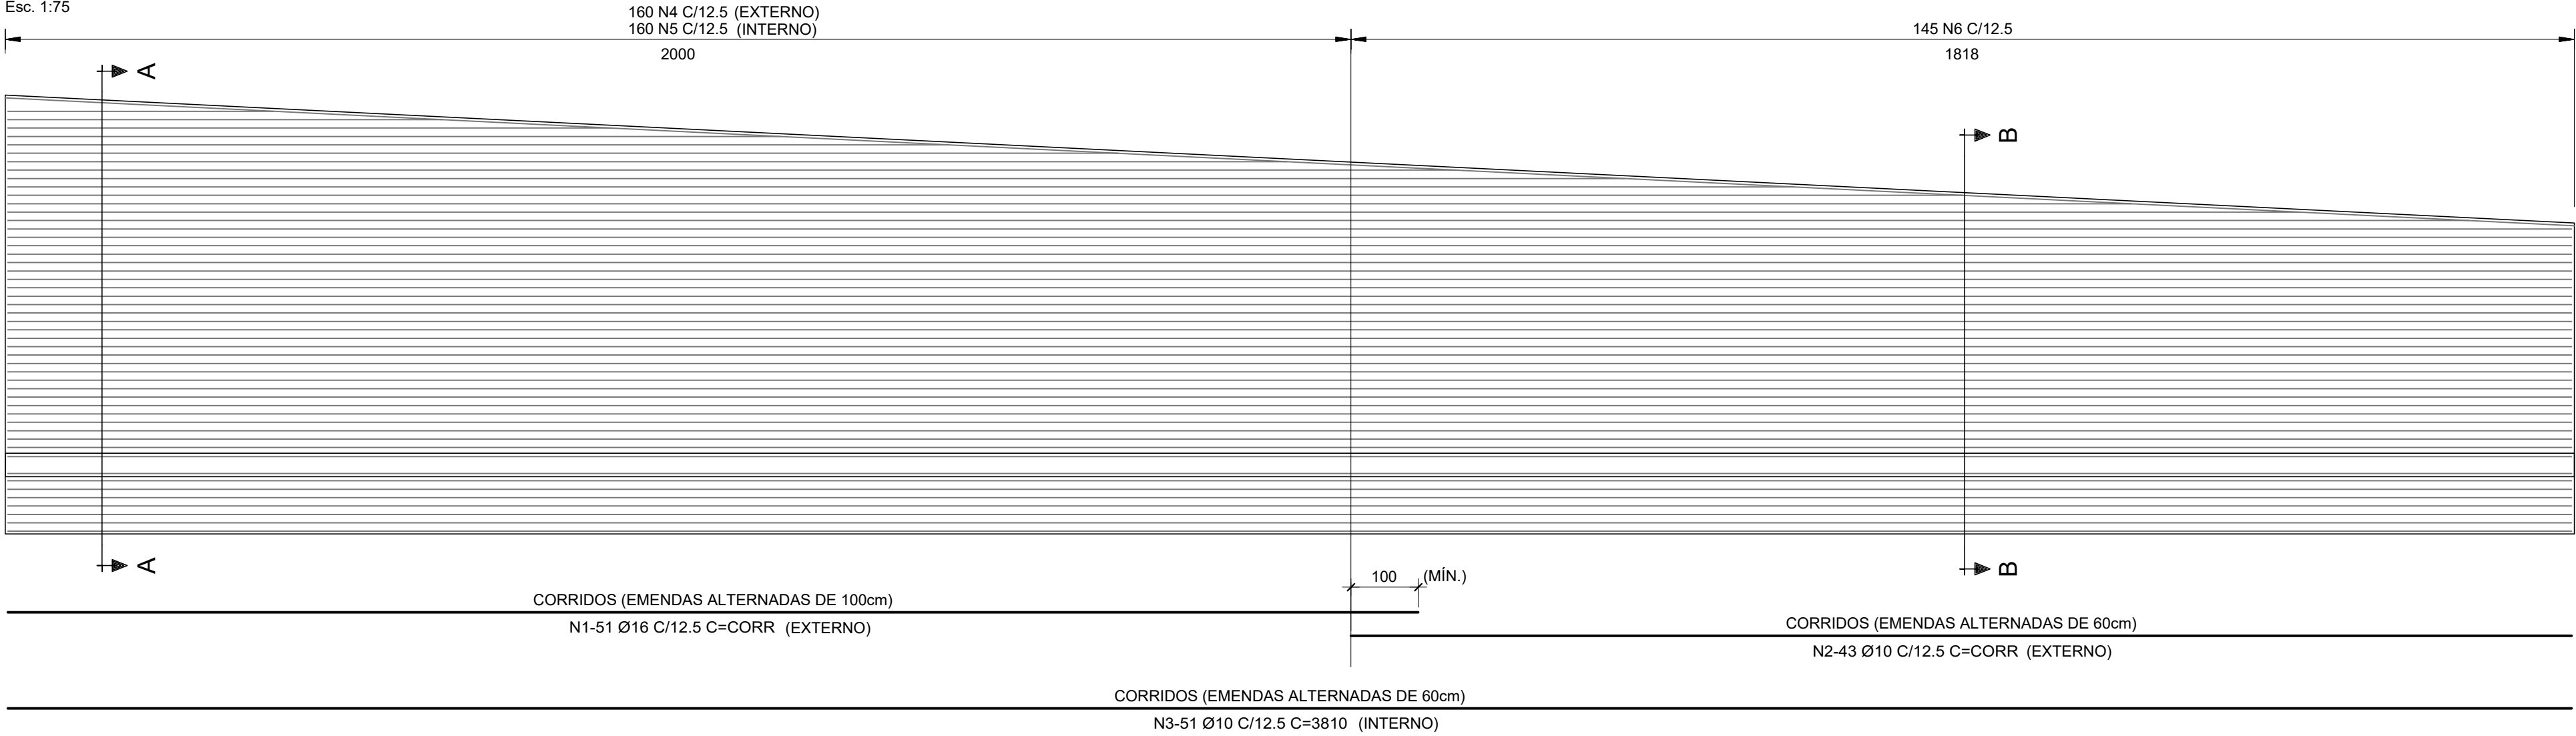 Esc. 1:75
160 N4 C/12.5 (EXTERNO)
160 N5 C/12.5 (INTERNO)
2000
145 N6 C/12.5
1818
A
B
A
B
100 (MÍN.)
CORRIDOS (EMENDAS ALTERNADAS DE 100cm)
N1-51 Ø16 C/12.5 C=CORR (EXTERNO)
CORRIDOS (EMENDAS ALTERNADAS DE 60cm)
N2-43 Ø10 C/12.5 C=CORR (EXTERNO)
CORRIDOS (EMENDAS ALTERNADAS DE 60cm)
N3-51 Ø10 C/12.5 C=3810 (INTERNO)